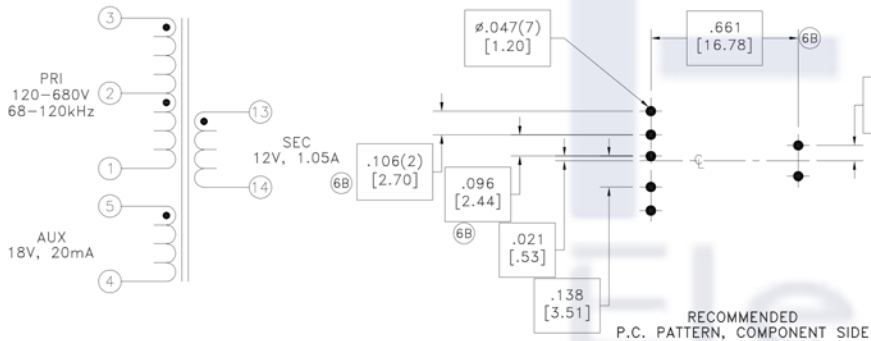 3
PRI
120-680V
68-120kHz
2
1
5
AUX
18V, 20mA
4
13
SEC
12V, 1.05A
14
ø.047(7)
[1.20]
.661
[16.78]
6B
.106(2)
[2.70]
6B
.096
[2.44]
6B
.021
[.53]
.138
[3.51]
RECOMMENDED
P.C. PATTERN, COMPONENT SIDE